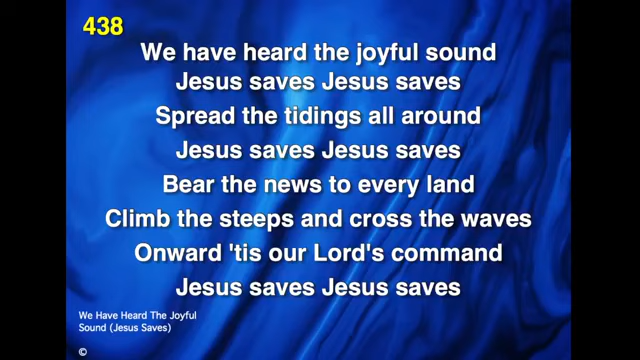 438
We have heard the joyful sound
Jesus saves Jesus saves
Spread the tidings all around
Jesus saves Jesus saves
Bear the news to every land
Climb the steeps and cross the waves
Onward 'tis our Lord's command
Jesus saves Jesus saves
We Have Heard The Joyful
Sound (Jesus Saves)
©